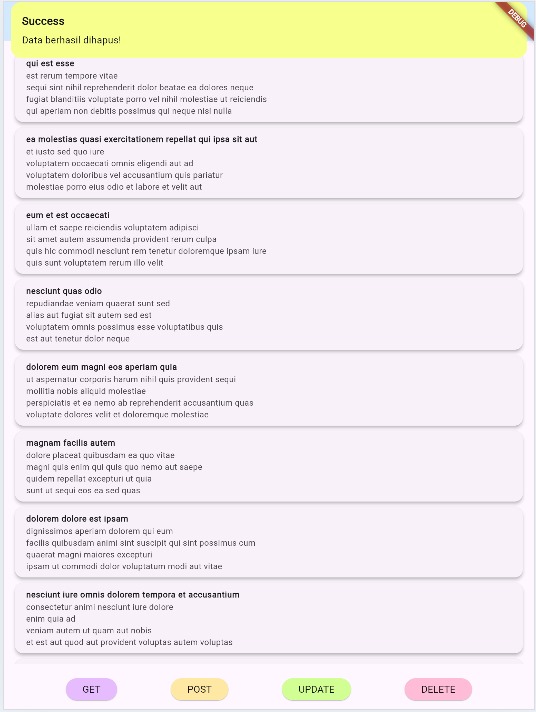 DEBUG
Success
Data berhasil dihapus!
qui est esse
est rerum tempore vitae
sequi sint nihil reprehenderit dolor beatae ea dolores neque
fugiat blanditiis voluptate porro vel nihil molestiae ut reiciendis
qui aperiam non debitis possimus qui neque nisi nulla
ea molestias quasi exercitationem repellat qui ipsa sit aut
et iusto sed quo iure
voluptatem occaecati omnis eligendi aut ad
voluptatem doloribus vel accusantium quis pariatur
molestiae porro eius odio et labore et velit aut
eum et est occaecati
ullam et saepe reiciendis voluptatem adipisci
sit amet autem assumenda provident rerum culpa
quis hic commodi nesciunt rem tenetur doloremque ipsam iure
quis sunt voluptatem rerum illo velit
nesciunt quas odio
repudiandae veniam quaerat sunt sed
alias aut fugiat sit autem sed est
voluptatem omnis possimus esse voluptatibus quis
est aut tenetur dolor neque
dolorem eum magni eos aperiam quia
ut aspernatur corporis harum nihil quis provident sequi
mollitia nobis aliquid molestiae
perspiciatis et ea nemo ab reprehenderit accusantium quas
voluptate dolores velit et doloremque molestiae
magnam facilis autem
dolore placeat quibusdam ea quo vitae
magni quis enim qui quis quo nemo aut saepe
quidem repellat excepturi ut quia
sunt ut sequi eos ea sed quas
dolorem dolore est ipsam
dignissimos aperiam dolorem qui eum
facilis quibusdam animi sint suscipit qui sint possimus cum
quaerat magni maiores excepturi
ipsam ut commodi dolor voluptatum modi aut vitae
nesciunt iure omnis dolorem tempora et accusantium
consectetur animi nesciunt iure dolore
enim quia ad
veniam autem ut quam aut nobis
et est aut quod aut provident voluptas autem voluptas
GET POST UPDATE DELETE